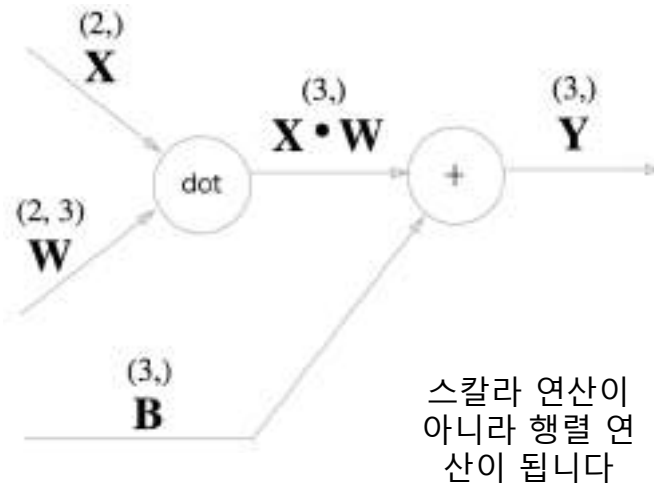 (2,)
X
(3,)
X • W
(3,)
Y
dot
+
(2, 3)
W
(3,)
B
스칼라 연산이
아니라 행렬 연
산이 됩니다